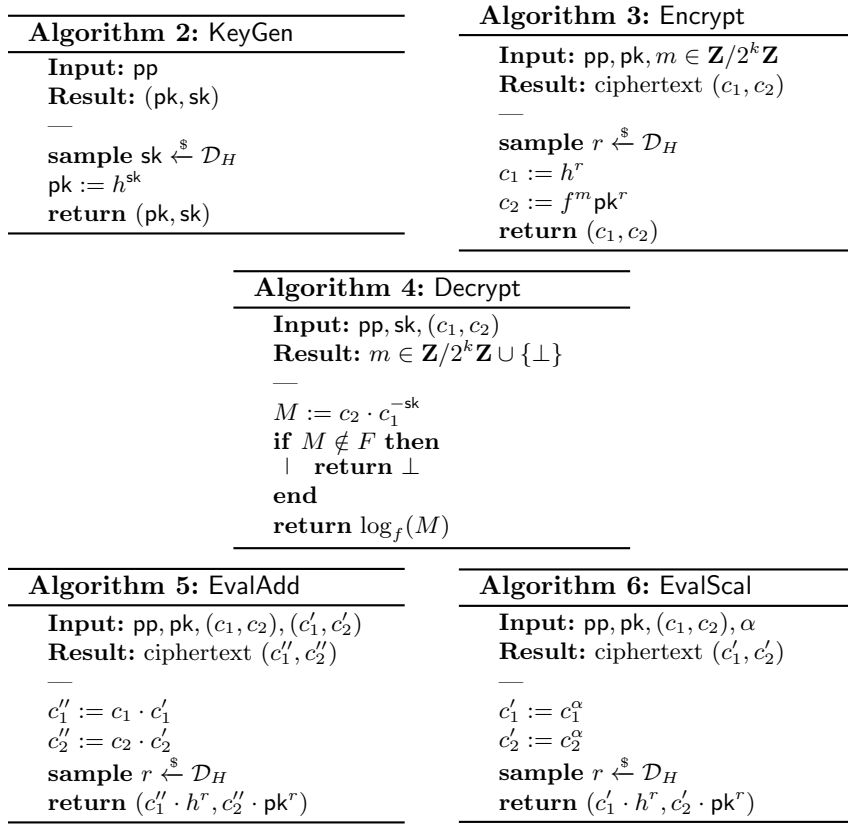 Algorithm 2: KeyGen
Input: pp
Result: (pk, sk)
—
sample sk $← D_H
pk := h^sk
return (pk, sk)
Algorithm 3: Encrypt
Input: pp, pk, m ∈ Z/2^kZ
Result: ciphertext (c_1, c_2)
—
sample r $← D_H
c_1 := h^r
c_2 := f^m pk^r
return (c_1, c_2)
Algorithm 4: Decrypt
Input: pp, sk, (c_1, c_2)
Result: m ∈ Z/2^kZ ∪ {⊥}
—
M := c_2 · c_1^{-sk}
if M ∉ F then
return ⊥
end
return log_f(M)
Algorithm 5: EvalAdd
Input: pp, pk, (c_1, c_2), (c'_1, c'_2)
Result: ciphertext (c''_1, c''_2)
—
c''_1 := c_1 · c'_1
c''_2 := c_2 · c'_2
sample r $← D_H
return (c''_1 · h^r, c''_2 · pk^r)
Algorithm 6: EvalScal
Input: pp, pk, (c_1, c_2), α
Result: ciphertext (c'_1, c'_2)
—
c'_1 := c_1^α
c'_2 := c_2^α
sample r $← D_H
return (c'_1 · h^r, c'_2 · pk^r)